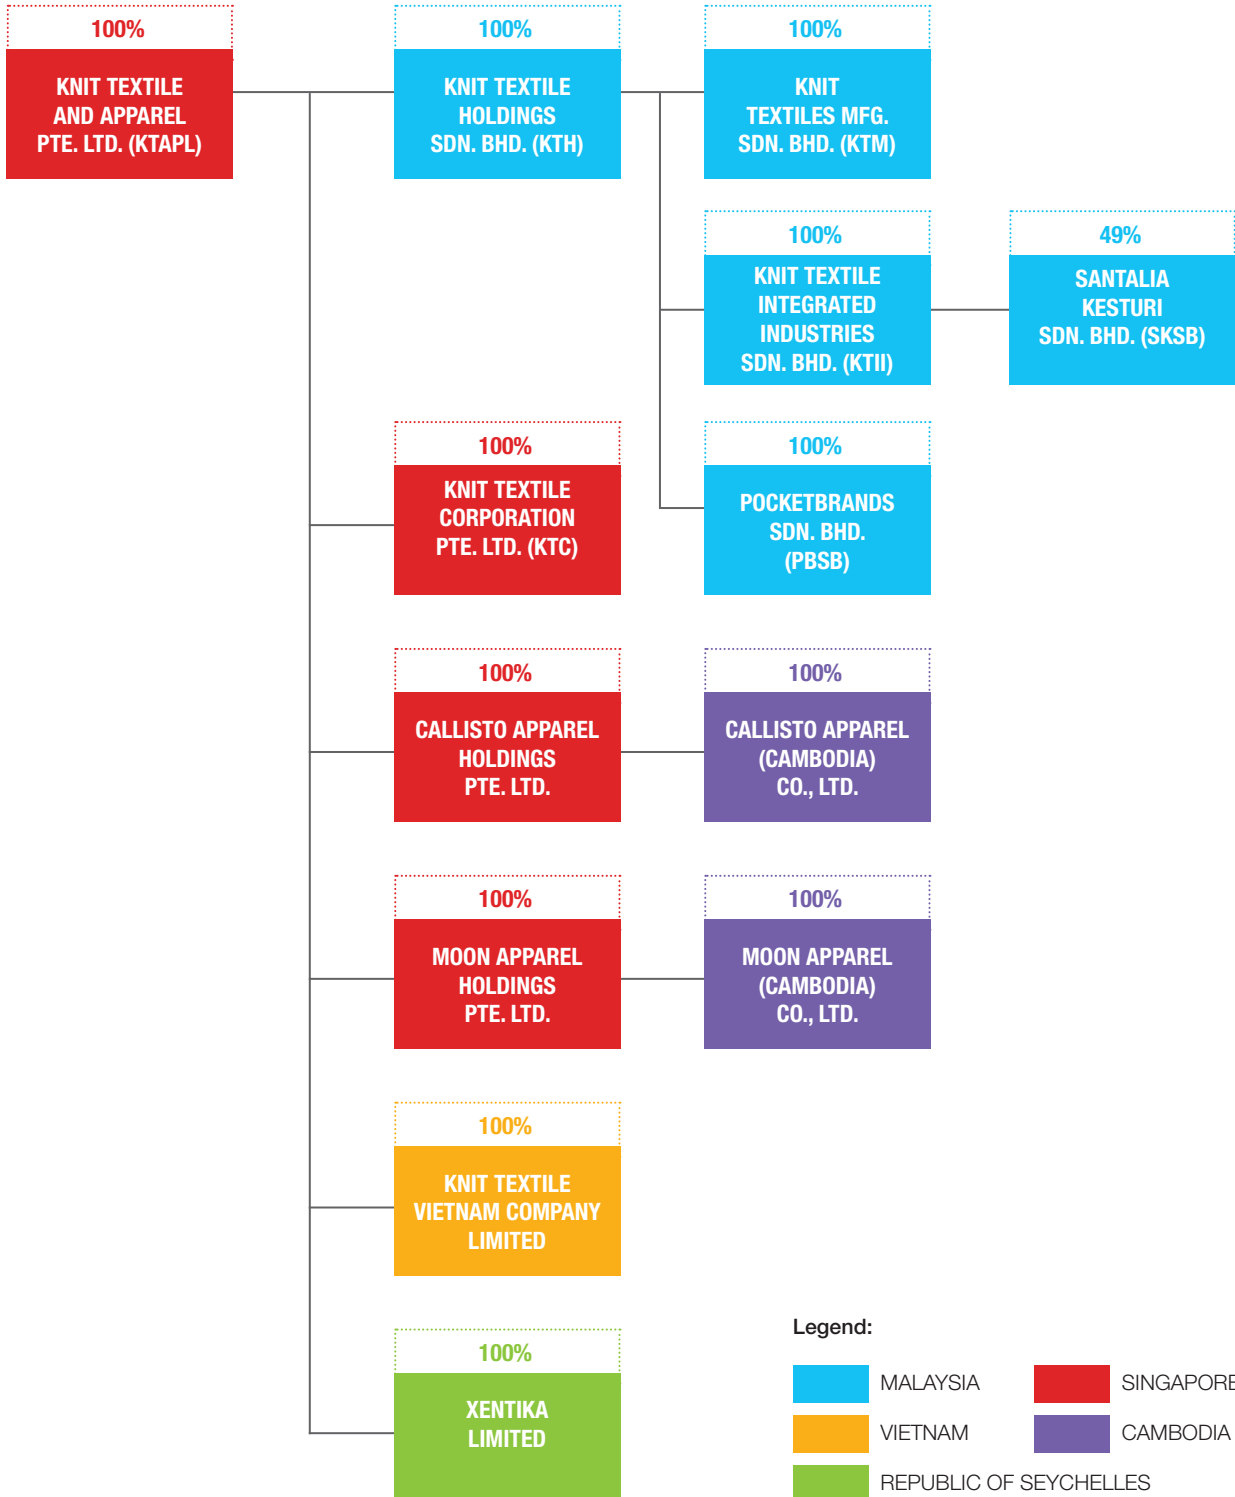 100%
KNIT TEXTILE
AND APPAREL
PTE. LTD. (KTAPL)
100%
KNIT TEXTILE
HOLDINGS
SDN. BHD. (KTH)
100%
KNIT
TEXTILES MFG.
SDN. BHD. (KTM)
100%
KNIT TEXTILE
INTEGRATED
INDUSTRIES
SDN. BHD. (KTII)
49%
SANTALIA
KESTURI
SDN. BHD. (SKSB)
100%
KNIT TEXTILE
CORPORATION
PTE. LTD. (KTC)
100%
POCKETBRANDS
SDN. BHD.
(PBSB)
100%
CALLISTO APPAREL
HOLDINGS
PTE. LTD.
100%
CALLISTO APPAREL
(CAMBODIA)
CO., LTD.
100%
MOON APPAREL
HOLDINGS
PTE. LTD.
100%
MOON APPAREL
(CAMBODIA)
CO., LTD.
100%
KNIT TEXTILE
VIETNAM COMPANY
LIMITED
100%
XENTIKA
LIMITED
Legend:
MALAYSIA
SINGAPORE
VIETNAM
CAMBODIA
REPUBLIC OF SEYCHELLES